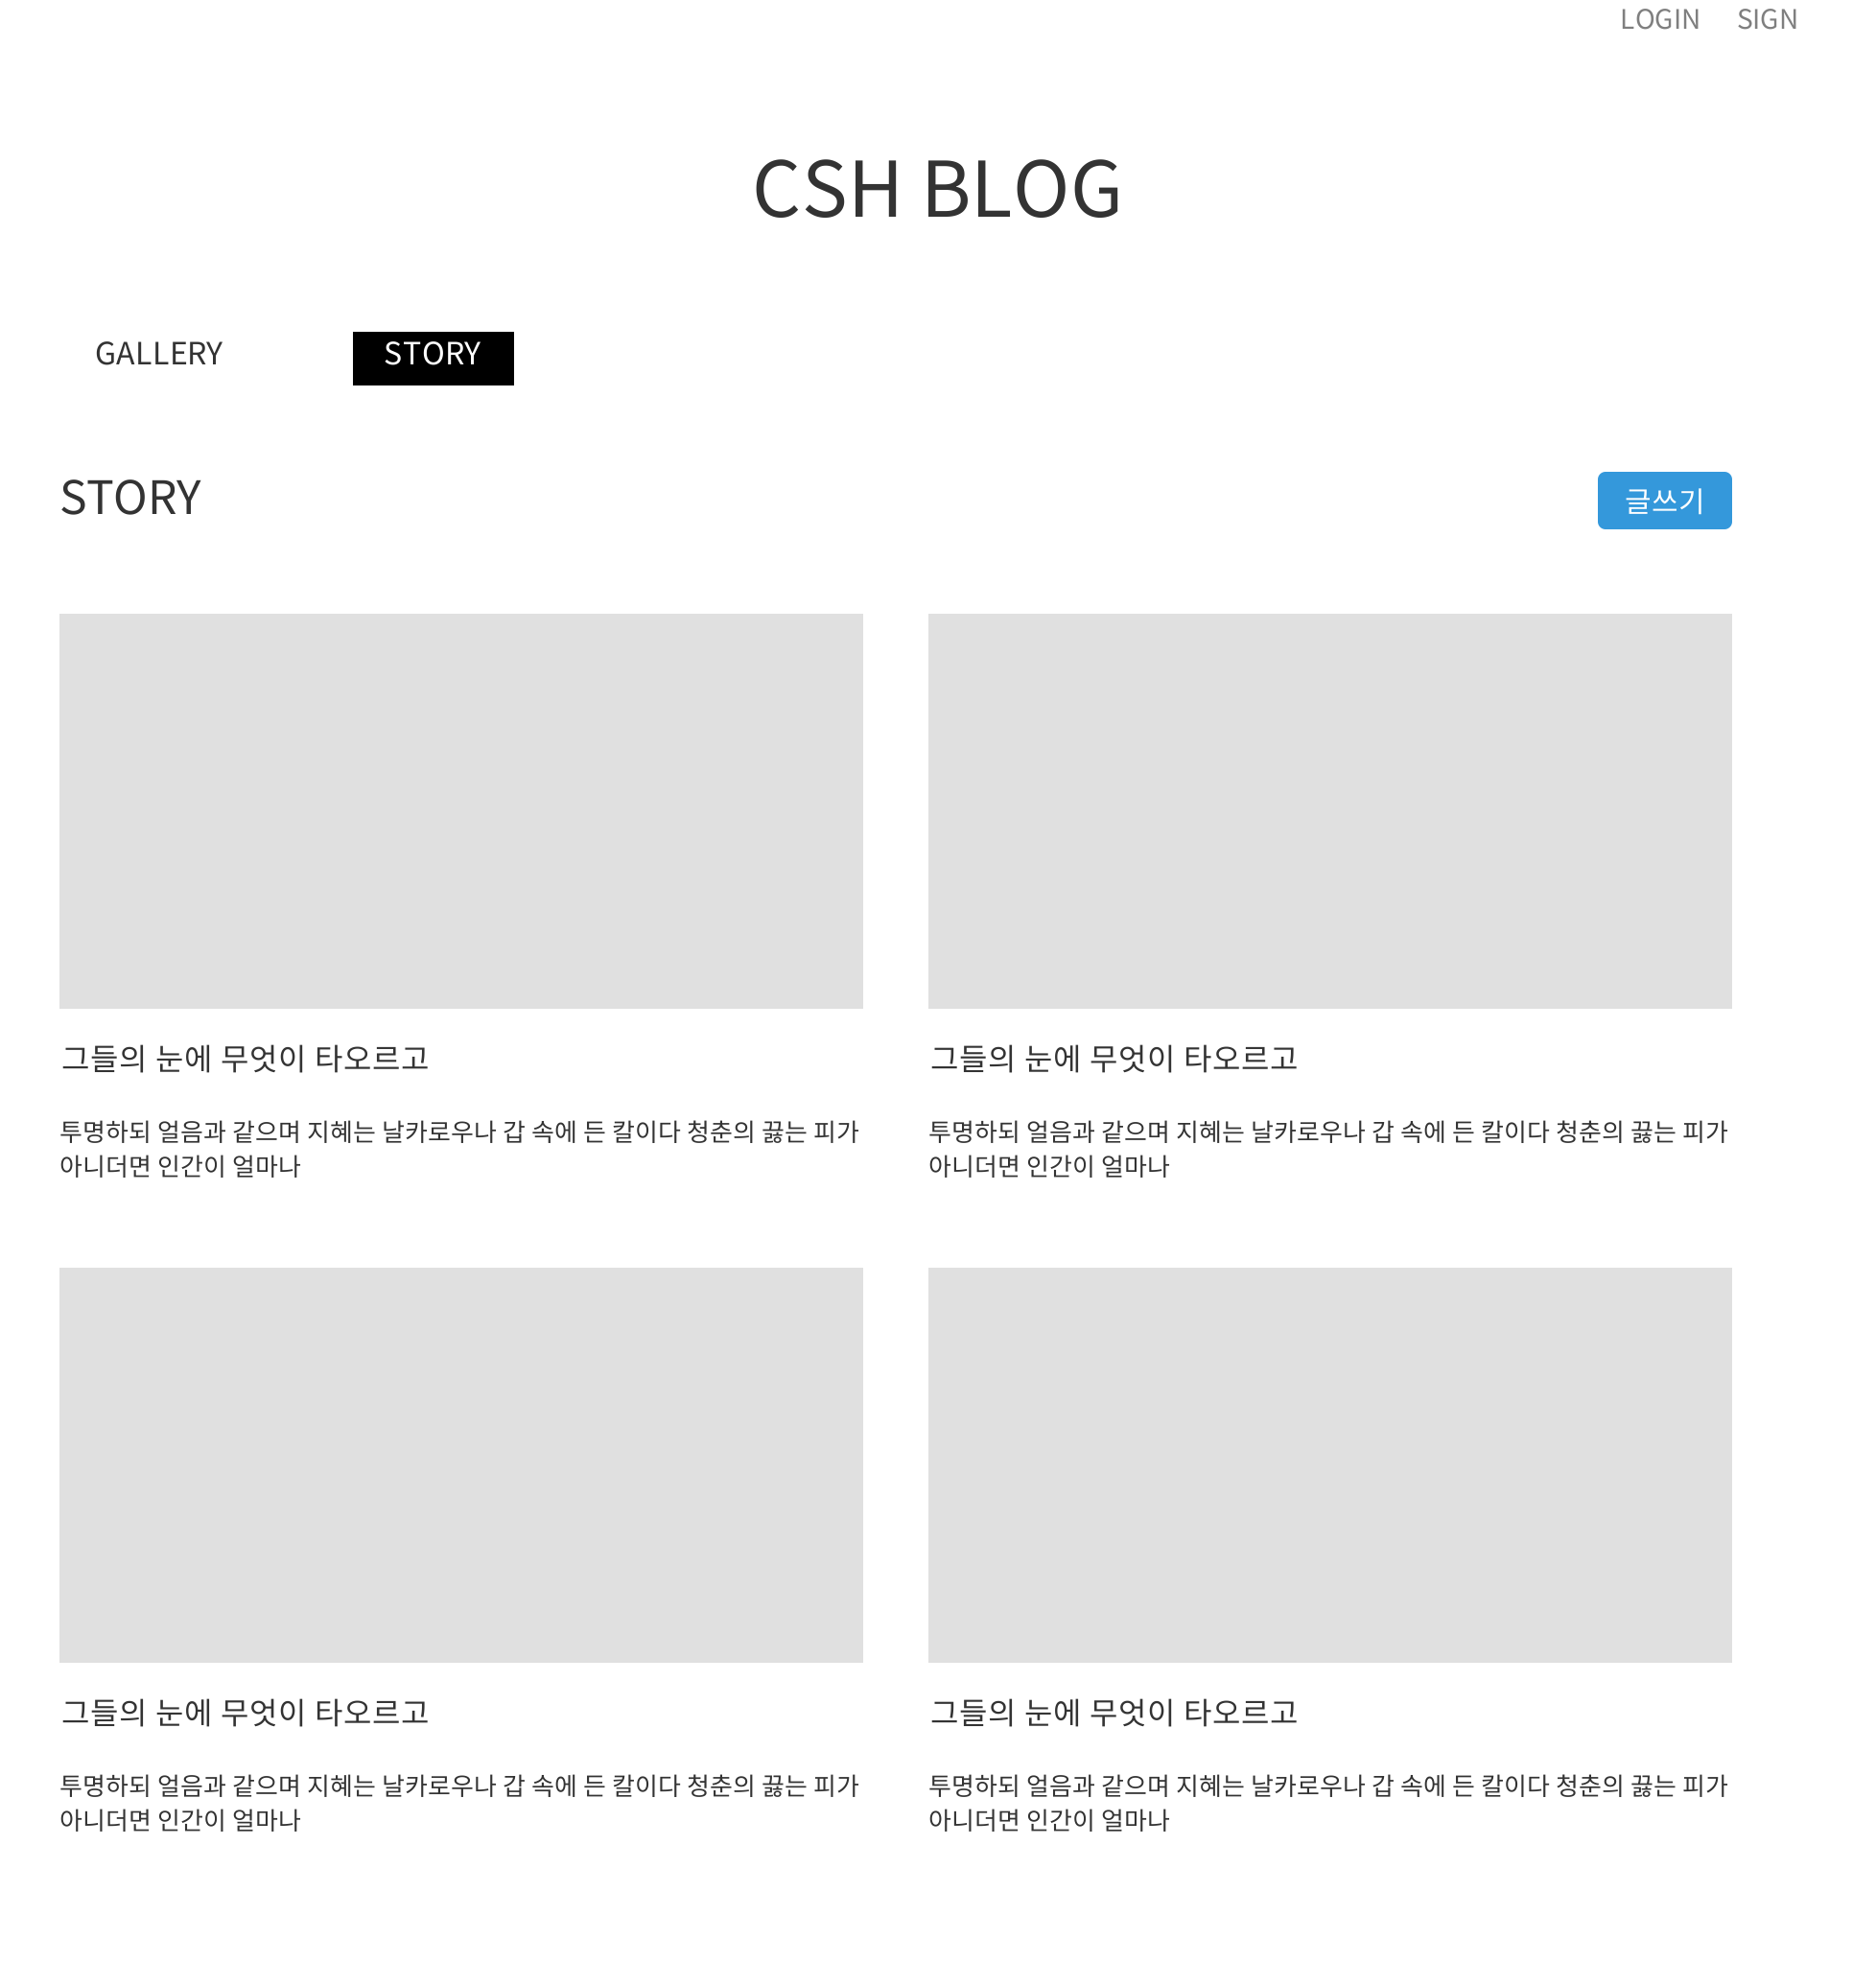 LOGIN SIGN
CSH BLOG
GALLERY STORY
STORY 글쓰기
그들의 눈에 무엇이 타오르고
투명하되 얼음과 같으며 지혜는 날카로우나 갑 속에 든 칼이다 청춘의 끓는 피가
아니더면 인간이 얼마나
그들의 눈에 무엇이 타오르고
투명하되 얼음과 같으며 지혜는 날카로우나 갑 속에 든 칼이다 청춘의 끓는 피가
아니더면 인간이 얼마나
그들의 눈에 무엇이 타오르고
투명하되 얼음과 같으며 지혜는 날카로우나 갑 속에 든 칼이다 청춘의 끓는 피가
아니더면 인간이 얼마나
그들의 눈에 무엇이 타오르고
투명하되 얼음과 같으며 지혜는 날카로우나 갑 속에 든 칼이다 청춘의 끓는 피가
아니더면 인간이 얼마나